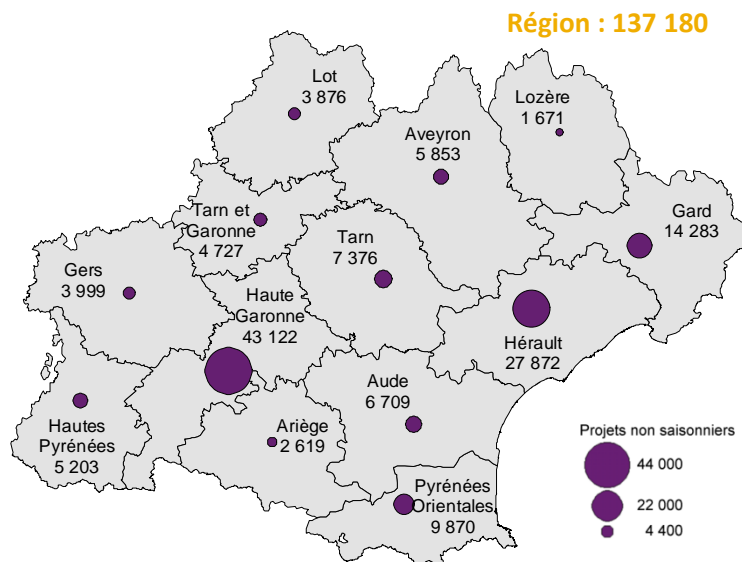 Région : 137 180
Lot
3 876
Lozère
1 671
Aveyron
5 853
Tarn et
Garonne
4 727
Gard
14 283
Tarn
7 376
Gers
3 999
Haute
Garonne
43 122
Hérault
27 872
Aude
6 709
Hautes
Pyrénées
5 203
Ariège
2 619
Pyrénées
Orientales
9 870
Projets non saisonniers
44 000
22 000
4 400